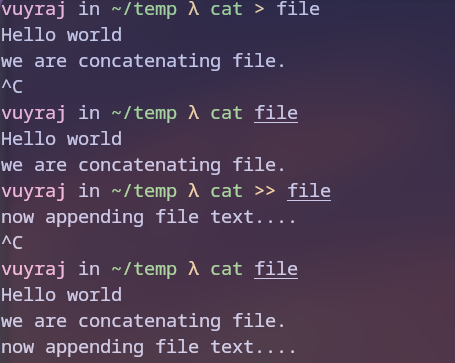 vuyraj in ~/temp λ cat > file
Hello world
we are concatenating file.
^C
vuyraj in ~/temp λ cat file
Hello world
we are concatenating file.
vuyraj in ~/temp λ cat >> file
now appending file text....
^C
vuyraj in ~/temp λ cat file
Hello world
we are concatenating file.
now appending file text....